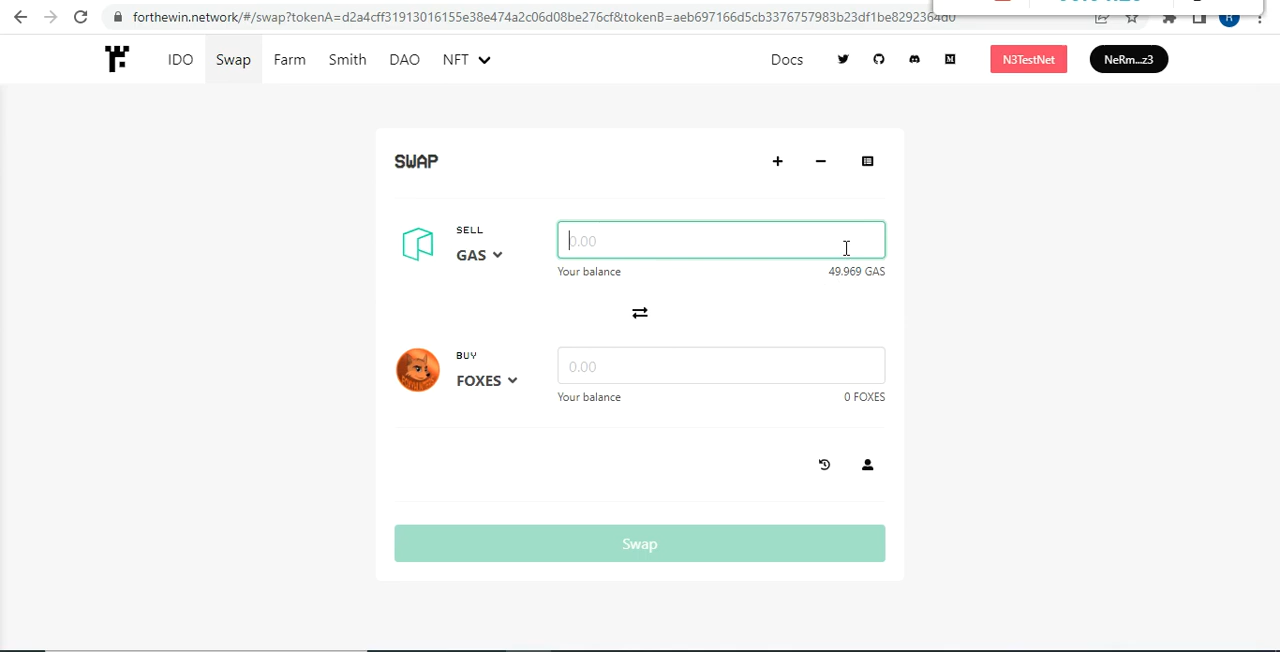 forthewin.network/#/swap?tokenA=d2a4cff31913016155e38e474a2c06d08be276cf&tokenB=aeb697166d5cb3376757983b23df1be8292364d0
IDO Swap Farm Smith DAO NFT Docs N3TestNet NeRm...z3
SWAP
SELL
GAS
0.00
Your balance 49.969 GAS
BUY
FOXES
0.00
Your balance 0 FOXES
Swap